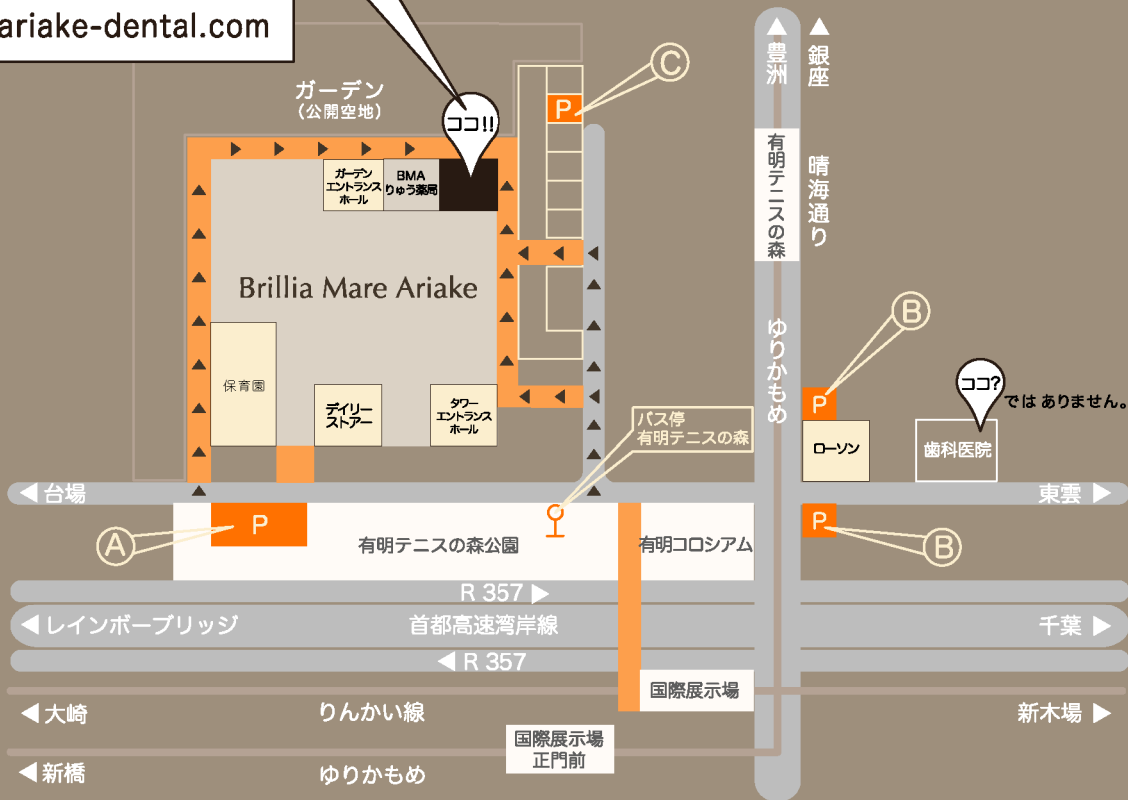 ariake-dental.com
ガーデン
(公開空地)
ココ!!
P
C
豊洲
銀座
有明テニスの森
晴海通り
ガーデン
エントランス
ホール
BMA
りゅう薬局
Brillia Mare Ariake
ゆりかもめ
B
P
ココ?
ではありません。
保育園
デイリー
ストアー
タワー
エントランス
ホール
バス停
有明テニスの森
ローソン
歯科医院
台場
東雲
P
A
有明テニスの森公園
有明コロシアム
P
B
R 357
レインボーブリッジ
首都高速湾岸線
千葉
R 357
国際展示場
大崎
りんかい線
新木場
国際展示場
正門前
新橋
ゆりかもめ